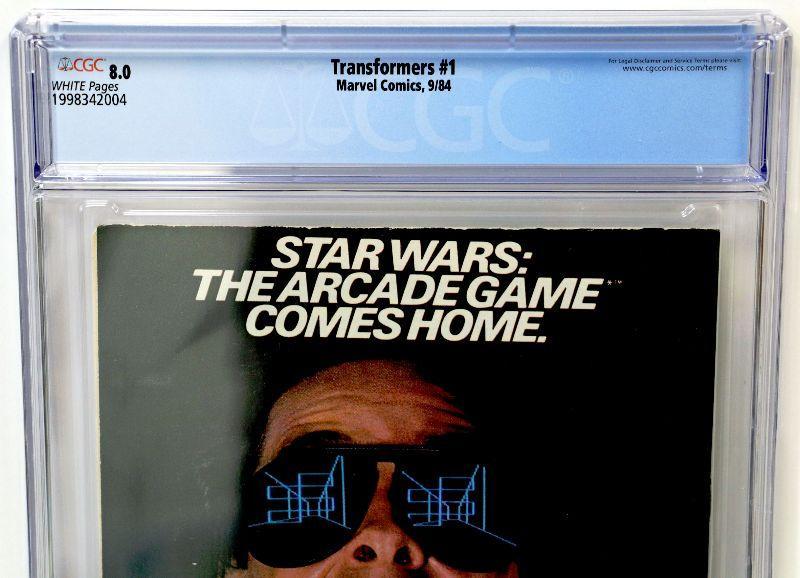 CGC 8.0
WHITE Pages
1998342004
Transformers #1
Marvel Comics, 9/84
For Legal Disclaimer and Service Terms please visit:
www.cgccomics.com/terms
CGC®
STAR WARS:
THE ARCADE GAME*™
COMES HOME.